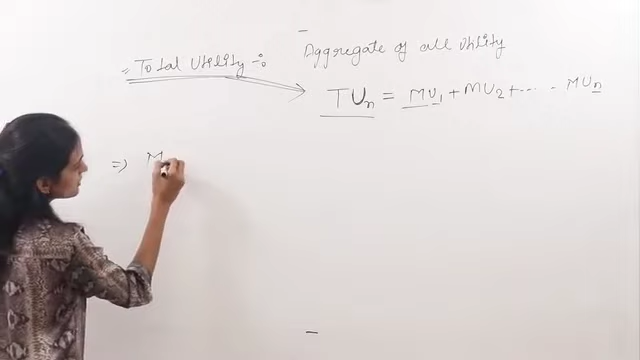 = Total Utility -:
Aggregate of all utility
TUn = MU1 + MU2 + .... - MUn
=> M